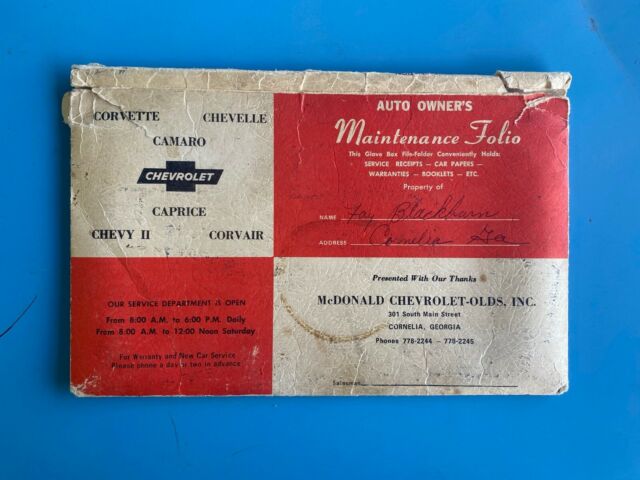 CORVETTE CHEVELLE
CAMARO
CHEVROLET
CAPRICE
CHEVY II CORVAIR
AUTO OWNER'S
Maintenance Folio
This Glove Box File-Folder Conveniently Holds:
SERVICE RECEIPTS — CAR PAPERS —
WARRANTIES — BOOKLETS — ETC.
Property of
NAME Fay Blackburn
ADDRESS Cornelia Ga
OUR SERVICE DEPARTMENT IS OPEN
From 8:00 A.M. to 6:00 P.M. Daily
From 8:00 A.M. to 12:00 Noon Saturday
For Warranty and New Car Service
Please phone a day or two in advance
Presented With Our Thanks
McDONALD CHEVROLET-OLDS, INC.
301 South Main Street
CORNELIA, GEORGIA
Phones 778-2244 — 778-2245
Salesman